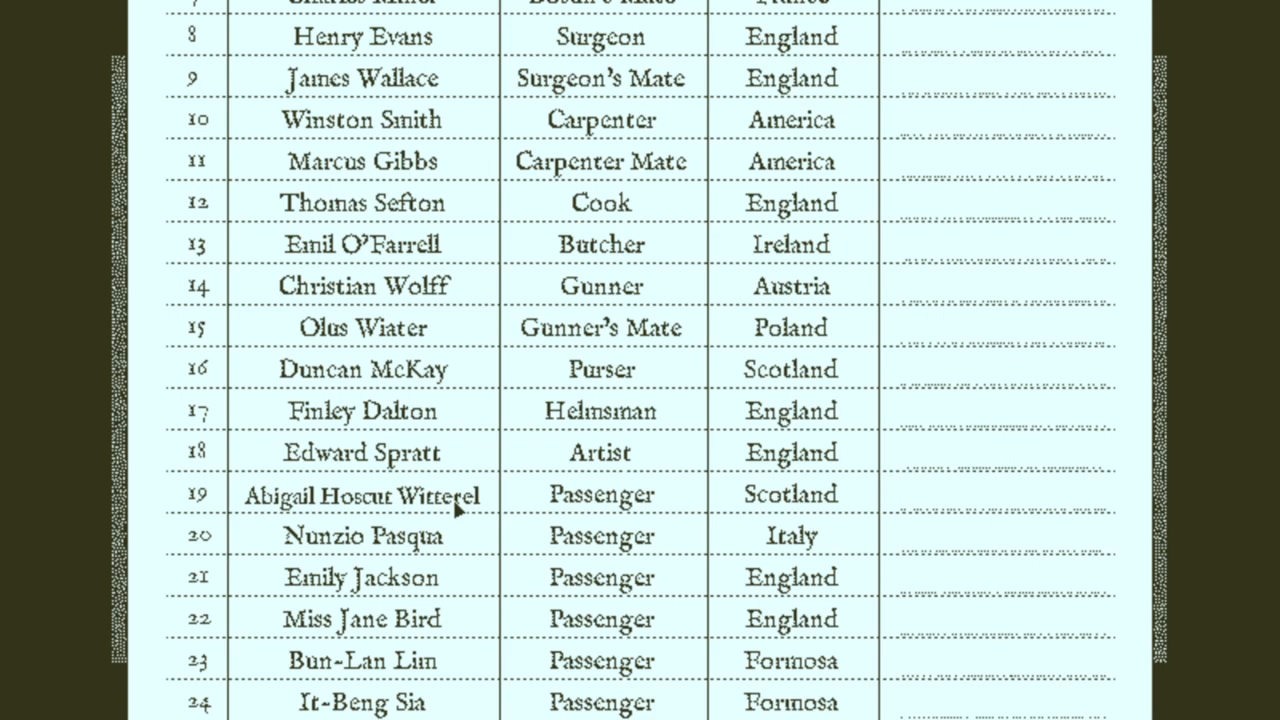 8 Henry Evans Surgeon England
9 James Wallace Surgeon's Mate England
10 Winston Smith Carpenter America
11 Marcus Gibbs Carpenter Mate America
12 Thomas Sefton Cook England
13 Emil O'Farrell Butcher Ireland
14 Christian Wolff Gunner Austria
15 Olus Wiater Gunner's Mate Poland
16 Duncan McKay Purser Scotland
17 Finley Dalton Helmsman England
18 Edward Spratt Artist England
19 Abigail Hoscut Witterel Passenger Scotland
20 Nunzio Pasqua Passenger Italy
21 Emily Jackson Passenger England
22 Miss Jane Bird Passenger England
23 Bun-Lan Lim Passenger Formosa
24 It-Beng Sia Passenger Formosa